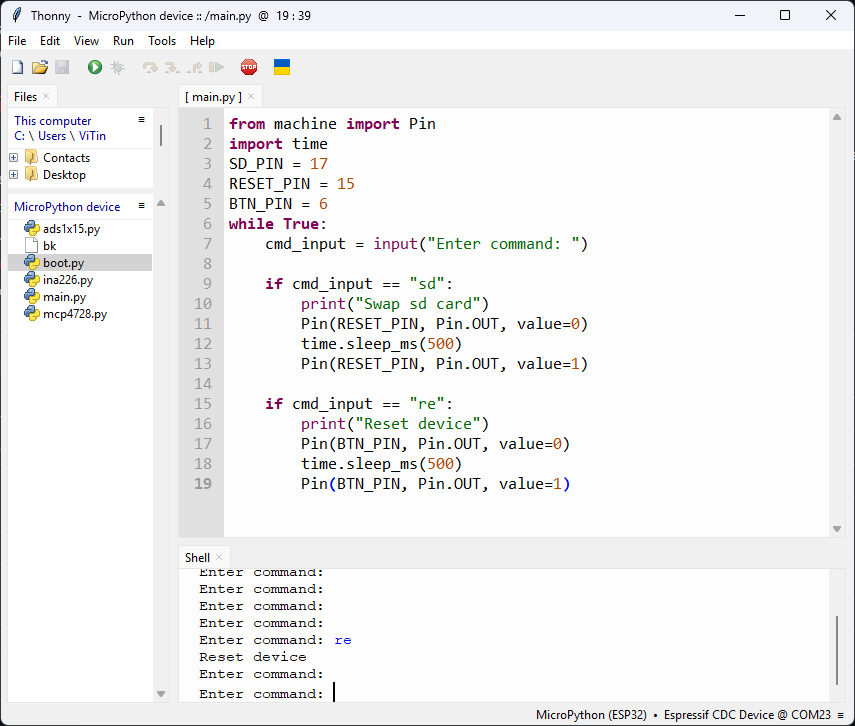 Thonny - MicroPython device :: /main.py @ 19 : 39
File Edit View Run Tools Help
STOP
Files
This computer
C: \ Users \ ViTin
Contacts
Desktop
MicroPython device
ads1x15.py
bk
boot.py
ina226.py
main.py
mcp4728.py
[ main.py ]
1 from machine import Pin
2 import time
3 SD_PIN = 17
4 RESET_PIN = 15
5 BTN_PIN = 6
6 while True:
7     cmd_input = input("Enter command: ")
8
9     if cmd_input == "sd":
10         print("Swap sd card")
11         Pin(RESET_PIN, Pin.OUT, value=0)
12         time.sleep_ms(500)
13         Pin(RESET_PIN, Pin.OUT, value=1)
14
15     if cmd_input == "re":
16         print("Reset device")
17         Pin(BTN_PIN, Pin.OUT, value=0)
18         time.sleep_ms(500)
19         Pin(BTN_PIN, Pin.OUT, value=1)
Shell
Enter command:
Enter command:
Enter command:
Enter command:
Enter command: re
Reset device
Enter command:
Enter command:
MicroPython (ESP32) • Espressif CDC Device @ COM23